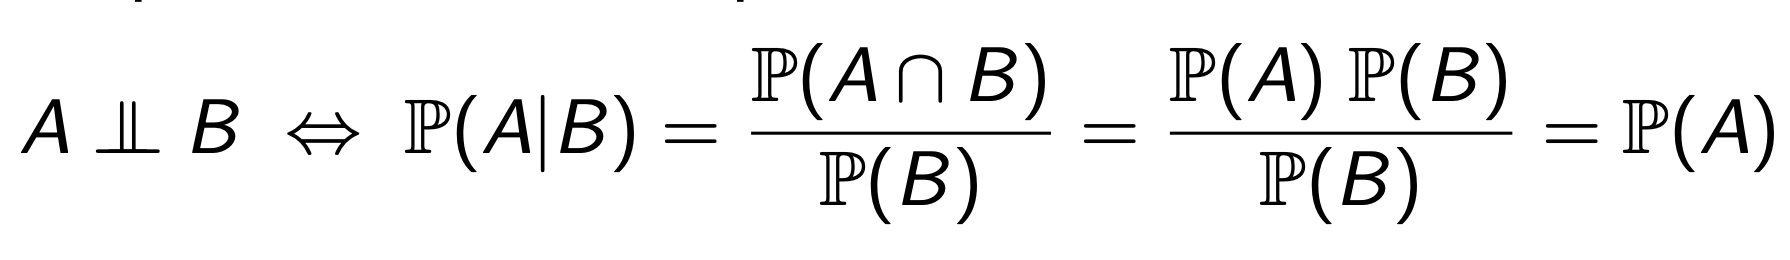 A ⫫ B ⇔ ℙ(A|B) = ℙ(A ∩ B) / ℙ(B) = ℙ(A) ℙ(B) / ℙ(B) = ℙ(A)